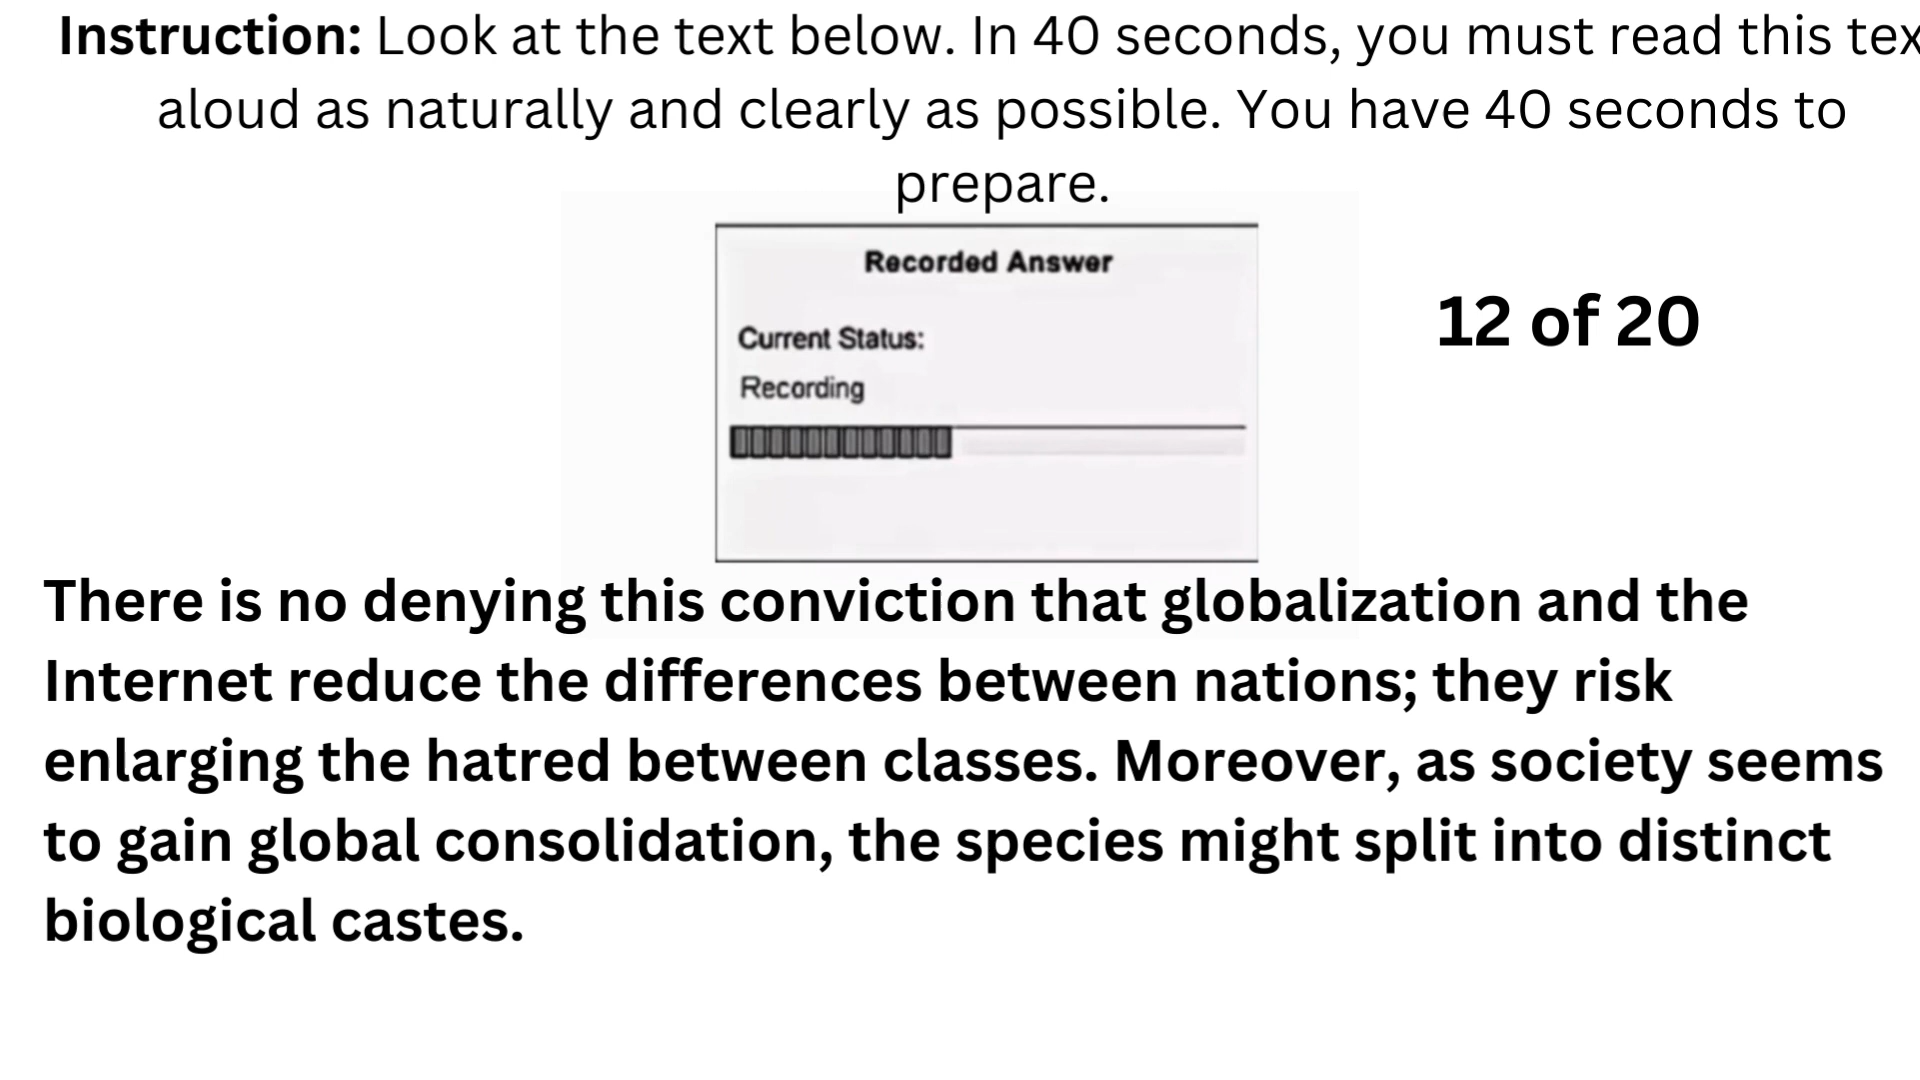 Instruction: Look at the text below. In 40 seconds, you must read this tex
aloud as naturally and clearly as possible. You have 40 seconds to
prepare.
Recorded Answer
Current Status:
Recording
12 of 20
There is no denying this conviction that globalization and the
Internet reduce the differences between nations; they risk
enlarging the hatred between classes. Moreover, as society seems
to gain global consolidation, the species might split into distinct
biological castes.